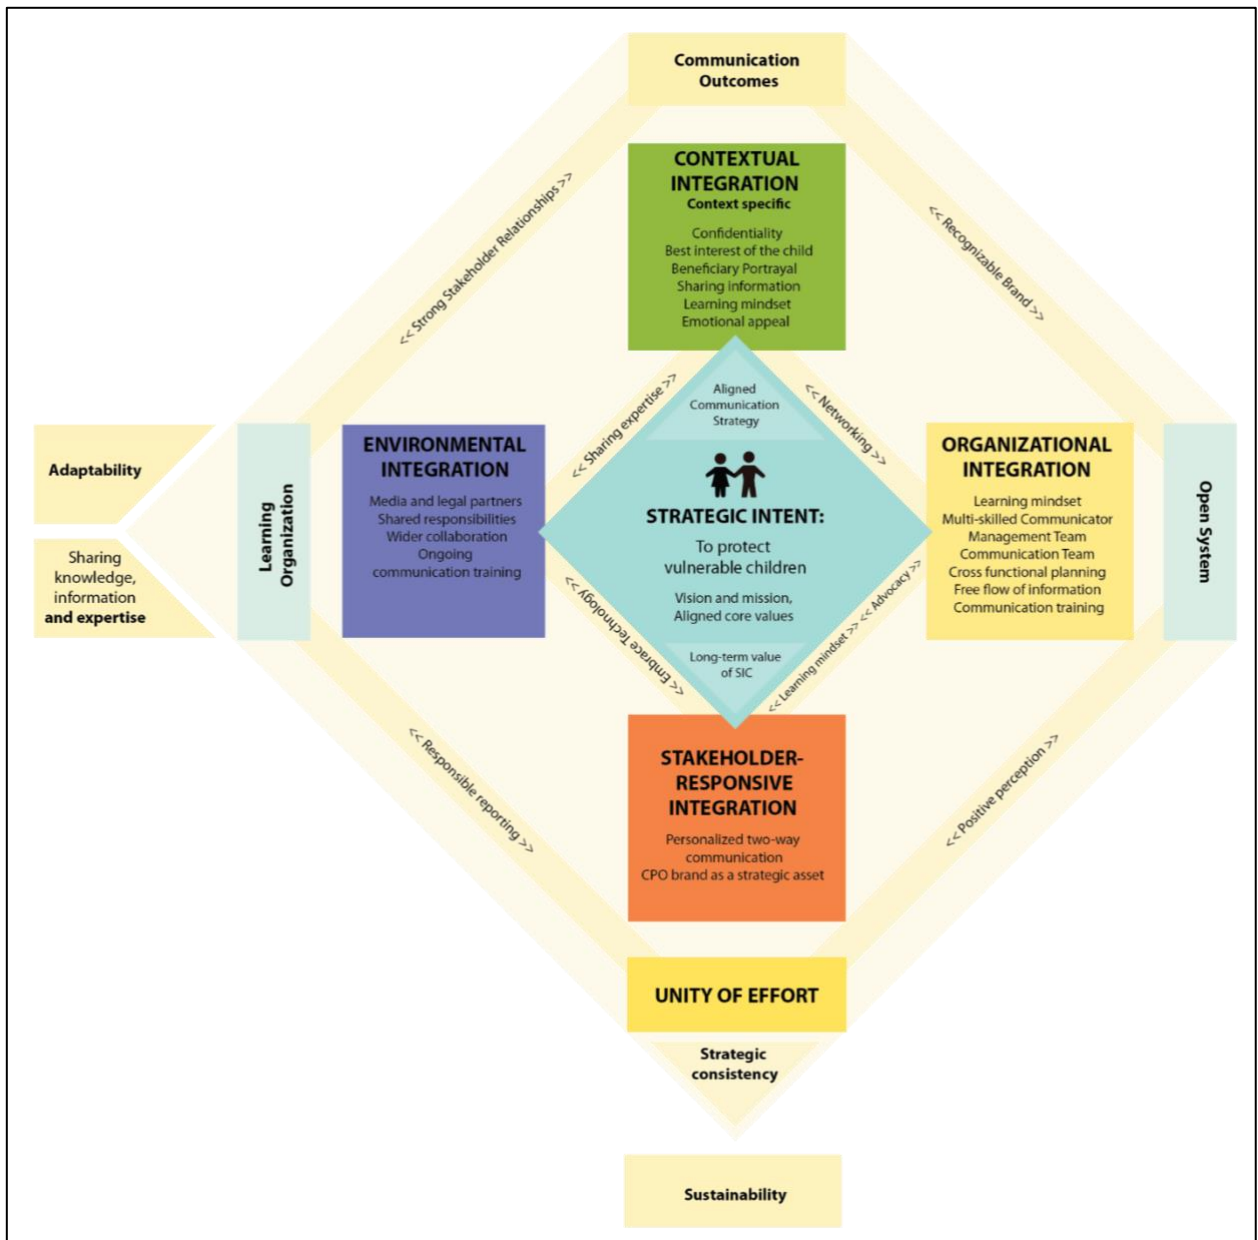 Communication
Outcomes
CONTEXTUAL
INTEGRATION
Context specific
Confidentiality
Best interest of the child
Beneficiary Portrayal
Sharing information
Learning mindset
Emotional appeal
<< Strong Stakeholder Relationships >>
<< Recognizable Brand >>
<< Sharing expertise >>
<< Networking >>
Adaptability
Sharing
knowledge,
information
and expertise
Learning
Organization
ENVIRONMENTAL
INTEGRATION
Media and legal partners
Shared responsibilities
Wider collaboration
Ongoing
communication training
Aligned
Communication
Strategy
STRATEGIC INTENT:
To protect
vulnerable children
Vision and mission,
Aligned core values
Long-term value
of SIC
ORGANIZATIONAL
INTEGRATION
Learning mindset
Multi-skilled Communicator
Management Team
Communication Team
Cross functional planning
Free flow of information
Communication training
Open System
<< Embrace Technology >>
<< Learning mindset >> << Advocacy >>
STAKEHOLDER-
RESPONSIVE
INTEGRATION
Personalized two-way
communication
CPO brand as a strategic asset
<< Responsible reporting >>
<< Positive perception >>
UNITY OF EFFORT
Strategic
consistency
Sustainability